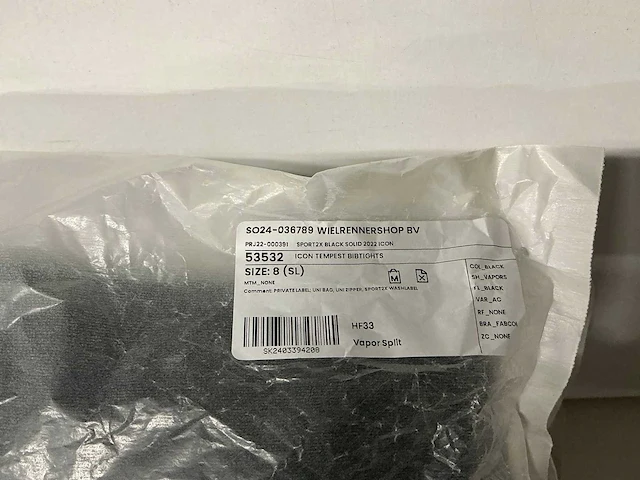 SO24-036789 WIELRENNERSHOP BV
PRJ22-000391 SPORT2X BLACK SOLID 2022 ICON
53532 ICON TEMPEST BIBTIGHTS
SIZE: 8 (SL)
MTM_NONE
Comment: PRIVATE LABEL; UNI BAG, UNI ZIPPER, SPORT2X WASHLABEL
M
SK2403394208
HF33
Vapor Split
COL_BLACK
SH_VAPORS
FL_BLACK
VAR_AC
RF_NONE
BRA_FABCOL
ZC_NONE